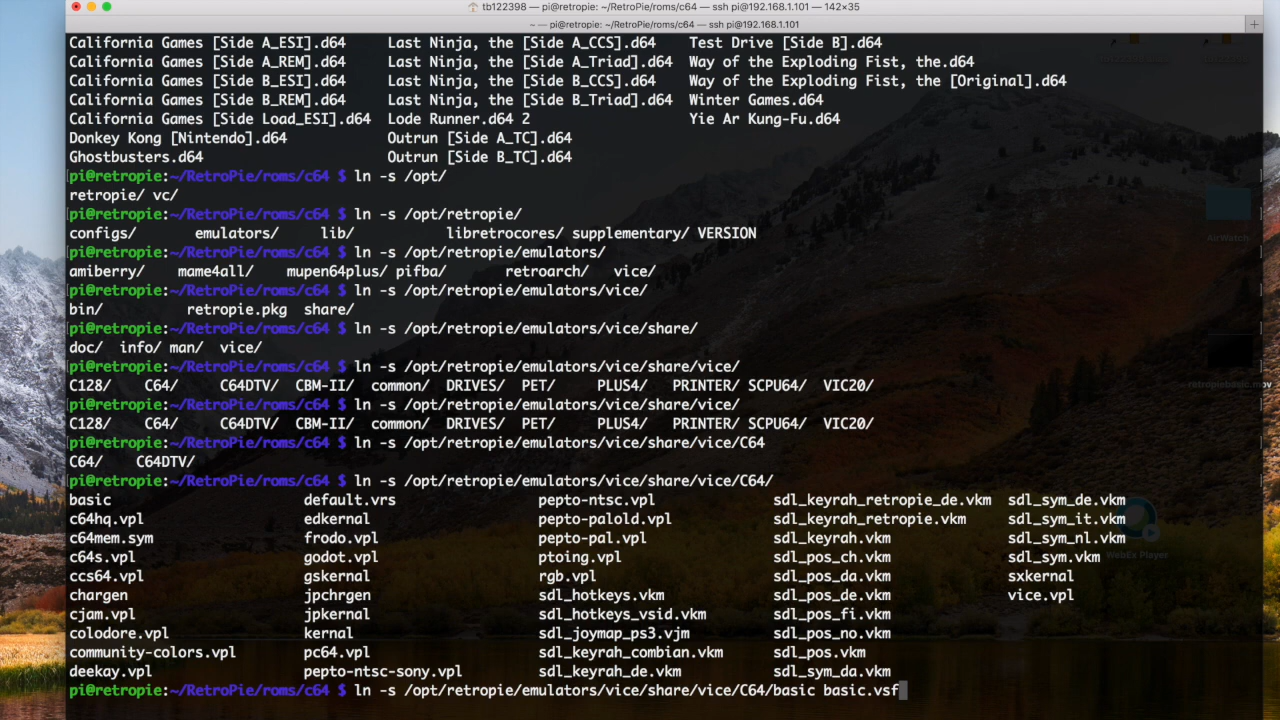 tb122398 — pi@retropie: ~/RetroPie/roms/c64 — ssh pi@192.168.1.101 — 142×35
~ — pi@retropie: ~/RetroPie/roms/c64 — ssh pi@192.168.1.101
California Games [Side A_ESI].d64 Last Ninja, the [Side A_CCS].d64 Test Drive [Side B].d64
California Games [Side A_REM].d64 Last Ninja, the [Side A_Triad].d64 Way of the Exploding Fist, the.d64
California Games [Side B_ESI].d64 Last Ninja, the [Side B_CCS].d64 Way of the Exploding Fist, the [Original].d64
California Games [Side B_REM].d64 Last Ninja, the [Side B_Triad].d64 Winter Games.d64
California Games [Side Load_ESI].d64 Lode Runner.d64 2 Yie Ar Kung-Fu.d64
Donkey Kong [Nintendo].d64 Outrun [Side A_TC].d64
Ghostbusters.d64 Outrun [Side B_TC].d64
pi@retropie:~/RetroPie/roms/c64 $ ln -s /opt/
retropie/ vc/
pi@retropie:~/RetroPie/roms/c64 $ ln -s /opt/retropie/
configs/ emulators/ lib/ libretrocores/ supplementary/ VERSION
pi@retropie:~/RetroPie/roms/c64 $ ln -s /opt/retropie/emulators/
amiberry/ mame4all/ mupen64plus/ pifba/ retroarch/ vice/
pi@retropie:~/RetroPie/roms/c64 $ ln -s /opt/retropie/emulators/vice/
bin/ retropie.pkg share/
pi@retropie:~/RetroPie/roms/c64 $ ln -s /opt/retropie/emulators/vice/share/
doc/ info/ man/ vice/
pi@retropie:~/RetroPie/roms/c64 $ ln -s /opt/retropie/emulators/vice/share/vice/
C128/ C64/ C64DTV/ CBM-II/ common/ DRIVES/ PET/ PLUS4/ PRINTER/ SCPU64/ VIC20/
pi@retropie:~/RetroPie/roms/c64 $ ln -s /opt/retropie/emulators/vice/share/vice/
C128/ C64/ C64DTV/ CBM-II/ common/ DRIVES/ PET/ PLUS4/ PRINTER/ SCPU64/ VIC20/
pi@retropie:~/RetroPie/roms/c64 $ ln -s /opt/retropie/emulators/vice/share/vice/C64
C64/ C64DTV/
pi@retropie:~/RetroPie/roms/c64 $ ln -s /opt/retropie/emulators/vice/share/vice/C64/
basic default.vrs pepto-ntsc.vpl sdl_keyrah_retropie_de.vkm sdl_sym_de.vkm
c64hq.vpl edkernal pepto-palold.vpl sdl_keyrah_retropie.vkm sdl_sym_it.vkm
c64mem.sym frodo.vpl pepto-pal.vpl sdl_keyrah.vkm sdl_sym_nl.vkm
c64s.vpl godot.vpl ptoing.vpl sdl_pos_ch.vkm sdl_sym.vkm
ccs64.vpl gskernal rgb.vpl sdl_pos_da.vkm sxkernal
chargen jpchrgen sdl_hotkeys.vkm sdl_pos_de.vkm vice.vpl
cjam.vpl jpkernal sdl_hotkeys_vsid.vkm sdl_pos_fi.vkm
colodore.vpl kernal sdl_joymap_ps3.vjm sdl_pos_no.vkm
community-colors.vpl pc64.vpl sdl_keyrah_combian.vkm sdl_pos.vkm
deekay.vpl pepto-ntsc-sony.vpl sdl_keyrah_de.vkm sdl_sym_da.vkm
pi@retropie:~/RetroPie/roms/c64 $ ln -s /opt/retropie/emulators/vice/share/vice/C64/basic basic.vsf
AirWatch
retropiebasic.mov
WebEx Player